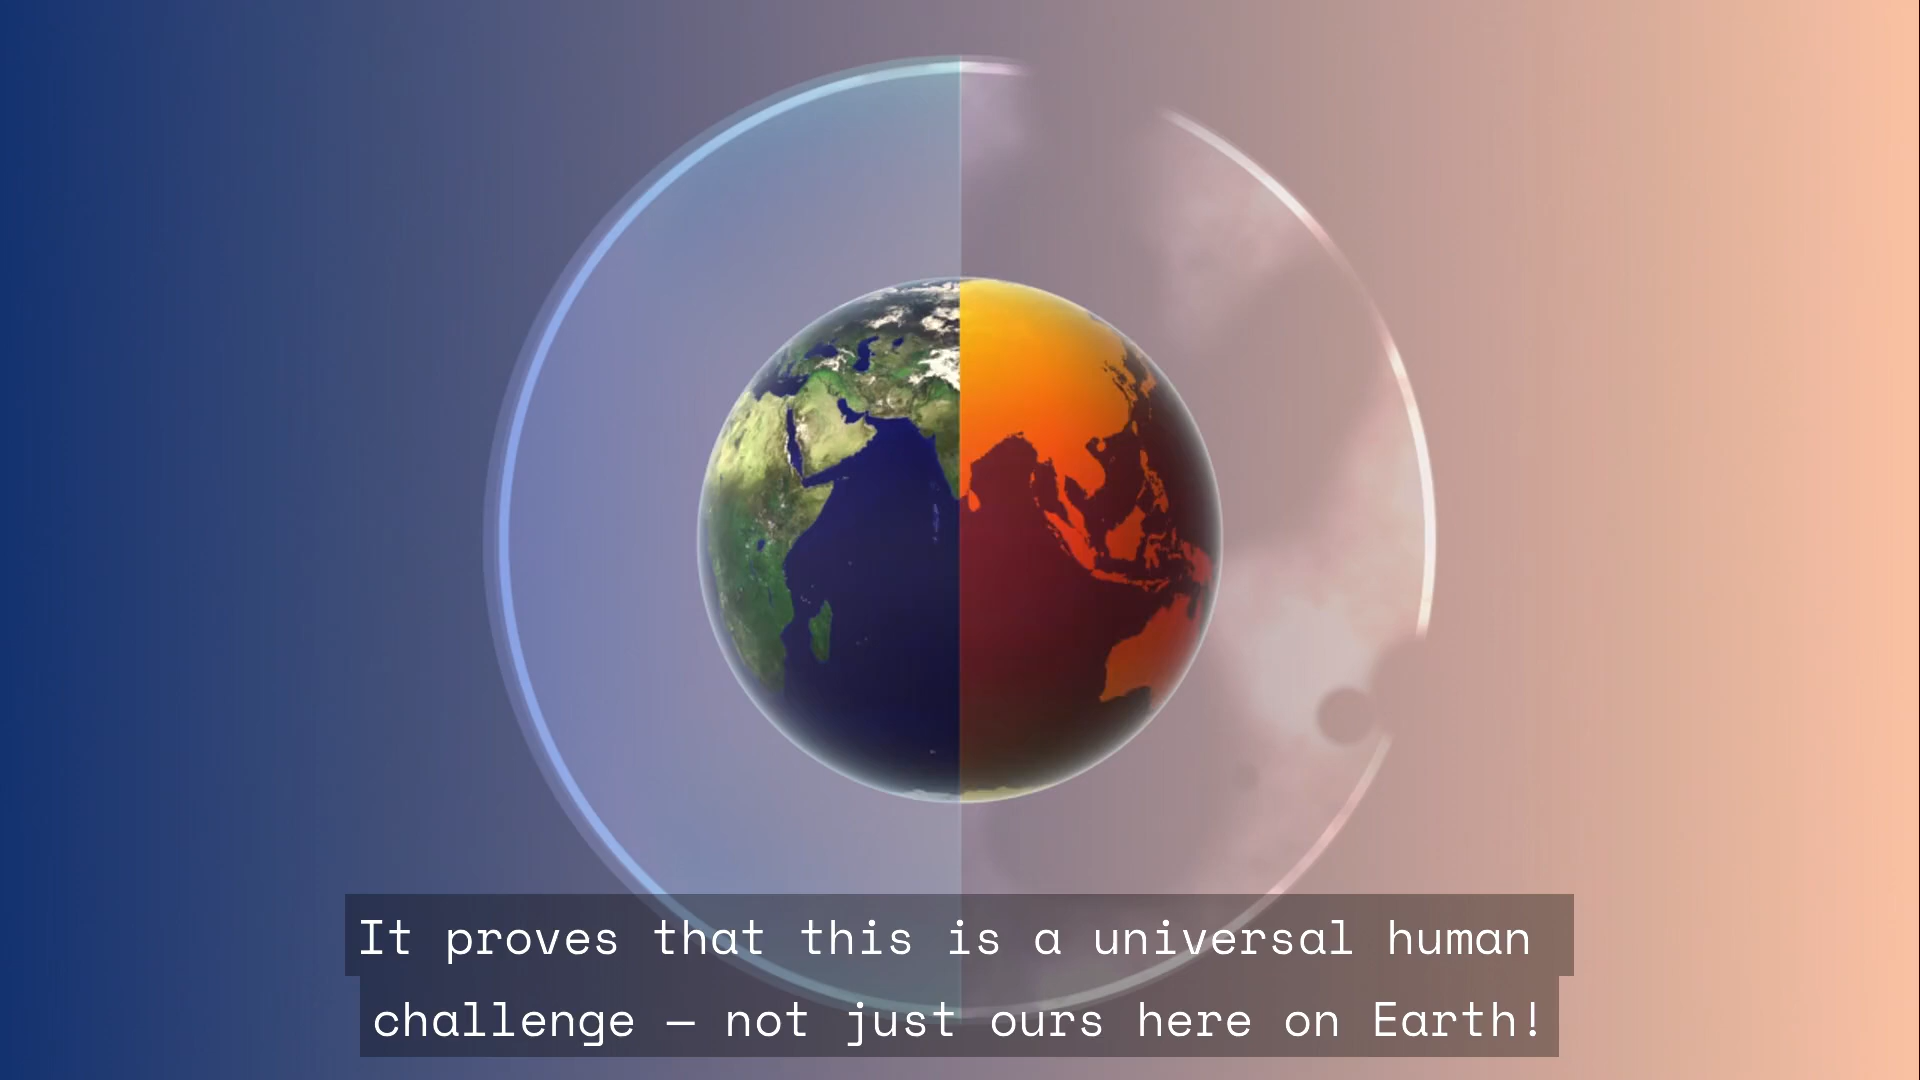 It proves that this is a universal human
challenge — not just ours here on Earth!